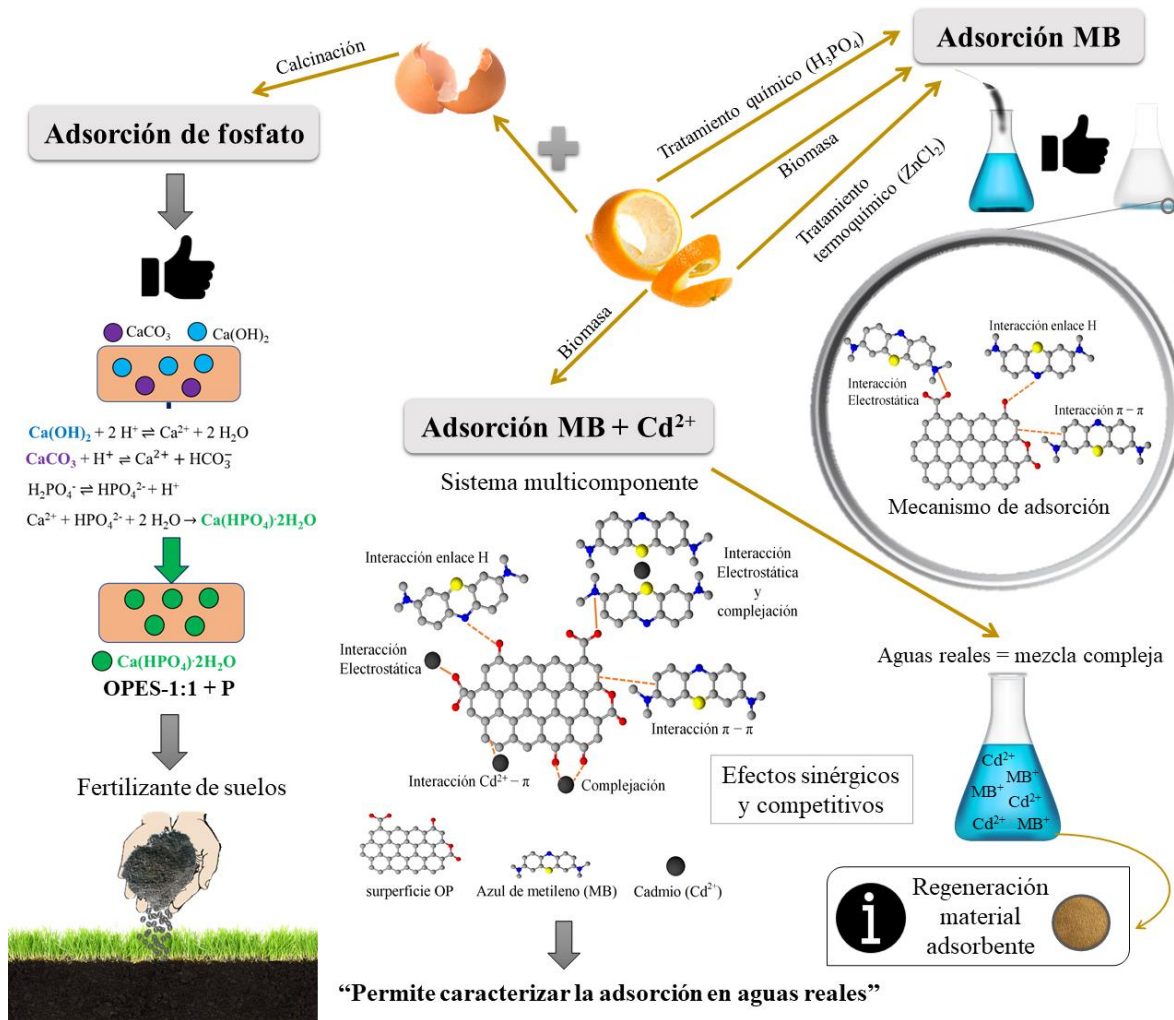 Calcinación
Adsorción de fosfato
CaCO₃
Ca(OH)₂
Ca(OH)₂ + 2 H⁺ ⇌ Ca²⁺ + 2 H₂O
CaCO₃ + H⁺ ⇌ Ca²⁺ + HCO₃⁻
H₂PO₄⁻ ⇌ HPO₄²⁻ + H⁺
Ca²⁺ + HPO₄²⁻ + 2 H₂O → Ca(HPO₄)·2H₂O
Ca(HPO₄)·2H₂O
OPES-1:1 + P
Fertilizante de suelos
Tratamiento químico (H₃PO₄)
Biomasa
Tratamiento
termoquímico (ZnCl₂)
Adsorción MB
Interacción
Electrostática
Interacción enlace H
Interacción π – π
Mecanismo de adsorción
Biomasa
Adsorción MB + Cd²⁺
Sistema multicomponente
Interacción enlace H
Interacción
Electrostática
y
complejación
Interacción
Electrostática
Interacción π – π
Interacción Cd²⁺ – π
Complejación
surperficie OP
Azul de metileno (MB)
Cadmio (Cd²⁺)
Efectos sinérgicos
y competitivos
“Permite caracterizar la adsorción en aguas reales”
Aguas reales = mezcla compleja
Cd²⁺
MB⁺
MB⁺
Cd²⁺
Cd²⁺
MB⁺
i
Regeneración
material
adsorbente